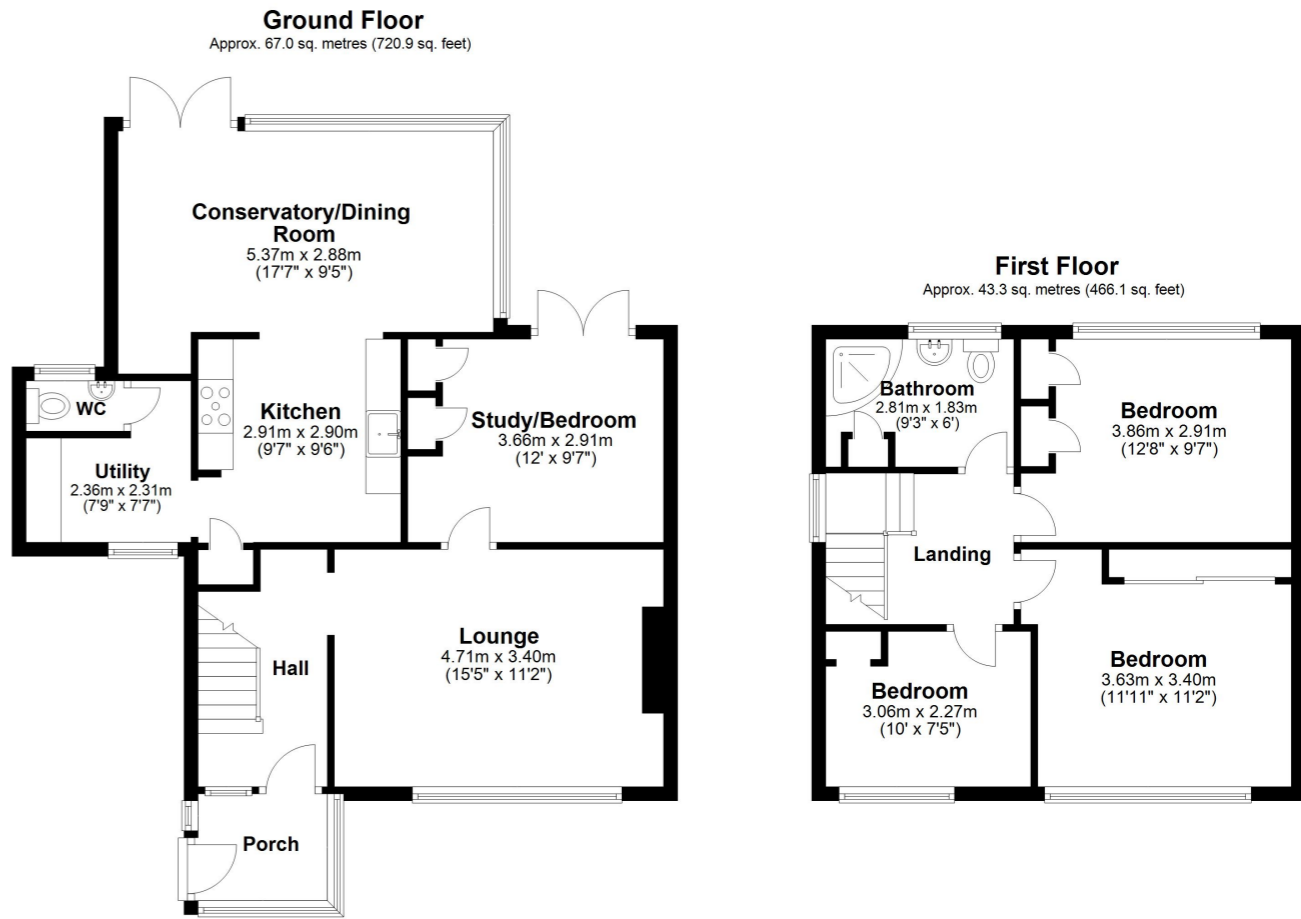 Ground Floor
Approx. 67.0 sq. metres (720.9 sq. feet)
Conservatory/Dining
Room
5.37m x 2.88m
(17'7" x 9'5")
WC
Kitchen
2.91m x 2.90m
(9'7" x 9'6")
Study/Bedroom
3.66m x 2.91m
(12' x 9'7")
Utility
2.36m x 2.31m
(7'9" x 7'7")
Lounge
4.71m x 3.40m
(15'5" x 11'2")
Hall
Porch
First Floor
Approx. 43.3 sq. metres (466.1 sq. feet)
Bathroom
2.81m x 1.83m
(9'3" x 6')
Bedroom
3.86m x 2.91m
(12'8" x 9'7")
Landing
Bedroom
3.06m x 2.27m
(10' x 7'5")
Bedroom
3.63m x 3.40m
(11'11" x 11'2")